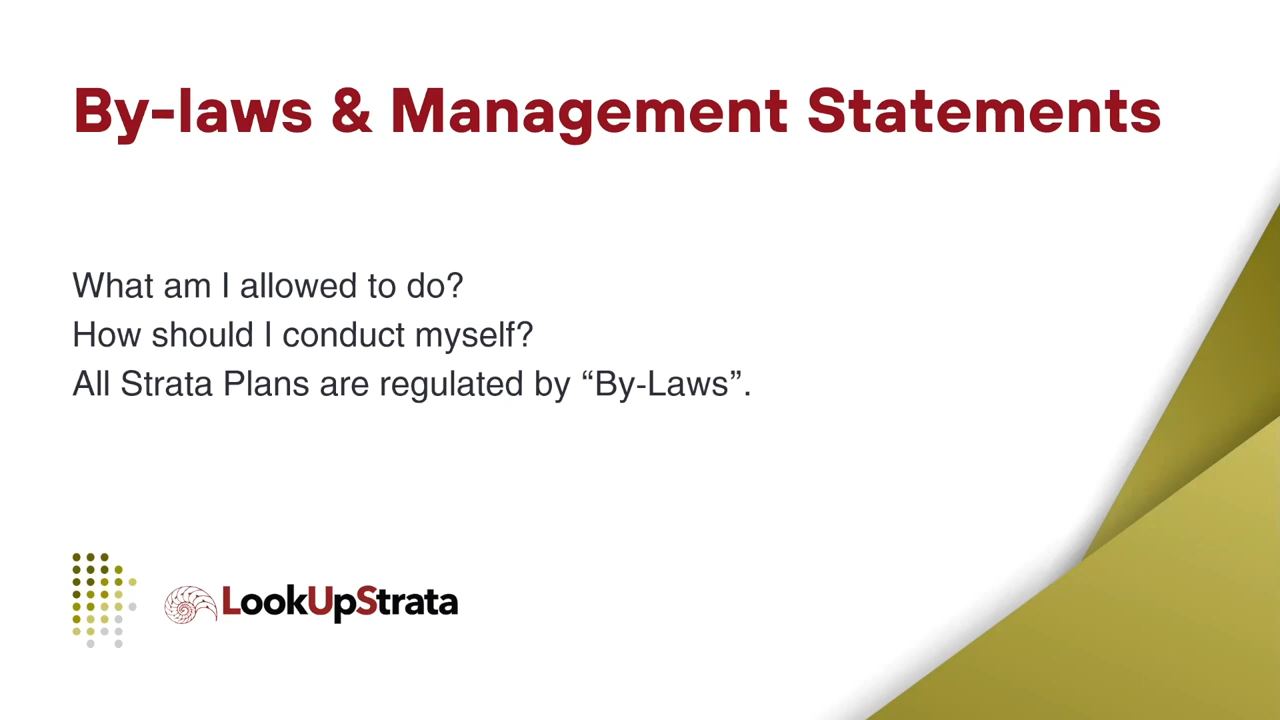 By-laws & Management Statements
What am I allowed to do?
How should I conduct myself?
All Strata Plans are regulated by “By-Laws”.
LookUpStrata